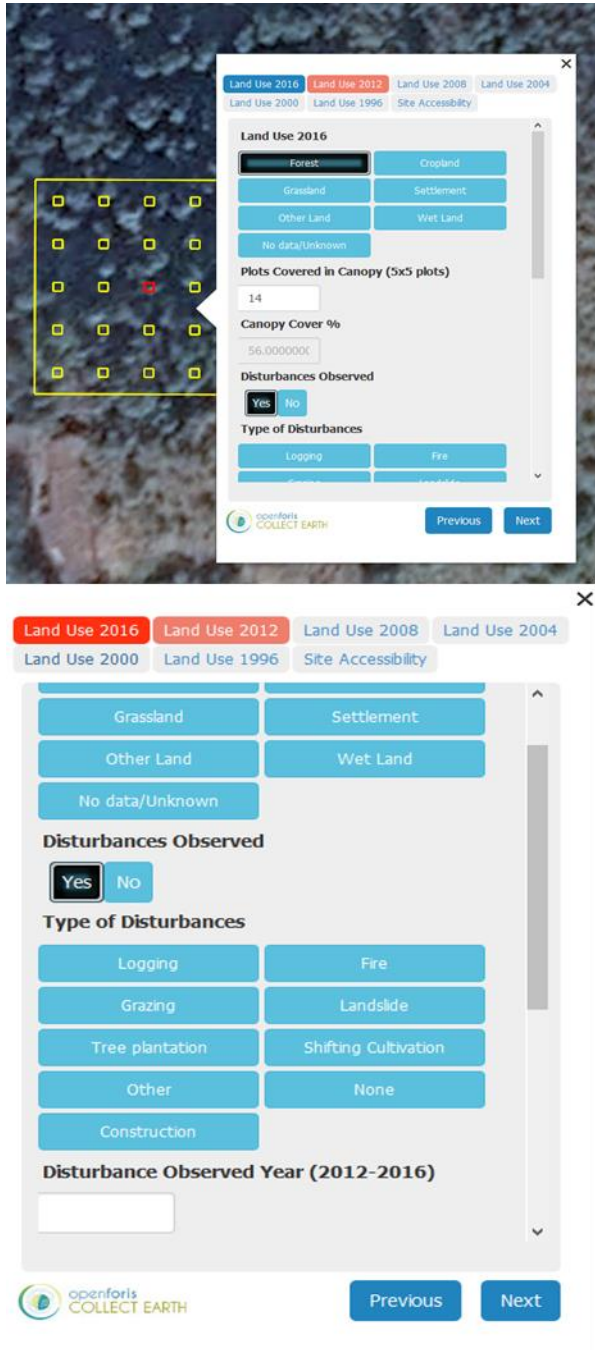 ×
Land Use 2016 Land Use 2012 Land Use 2008 Land Use 2004
Land Use 2000 Land Use 1996 Site Accessibility
Land Use 2016
Forest Cropland
Grassland Settlement
Other Land Wet Land
No data/Unknown
Plots Covered in Canopy (5x5 plots)
14
Canopy Cover %
56.000000
Disturbances Observed
Yes No
Type of Disturbances
Logging Fire
Grazing Landslide
openforis
COLLECT EARTH
Previous Next
×
Land Use 2016 Land Use 2012 Land Use 2008 Land Use 2004
Land Use 2000 Land Use 1996 Site Accessibility
Grassland Settlement
Other Land Wet Land
No data/Unknown
Disturbances Observed
Yes No
Type of Disturbances
Logging Fire
Grazing Landslide
Tree plantation Shifting Cultivation
Other None
Construction
Disturbance Observed Year (2012-2016)
openforis
COLLECT EARTH
Previous Next